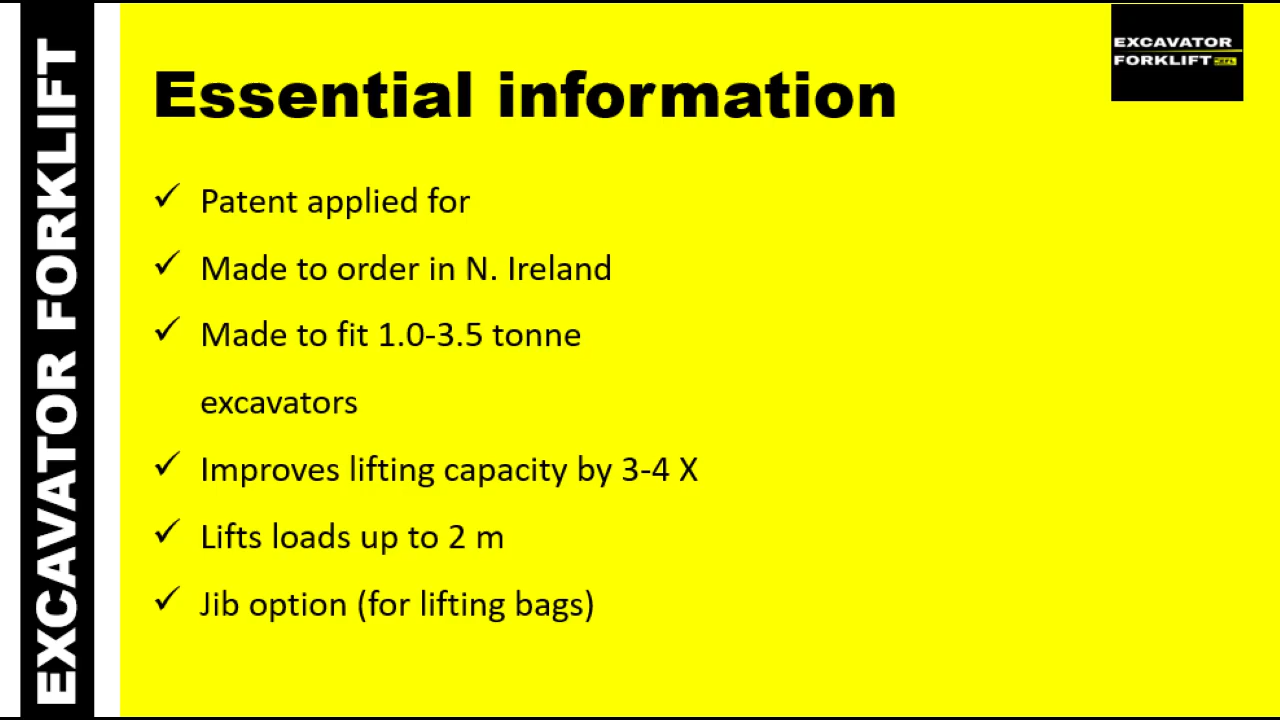 EXCAVATOR FORKLIFT
EXCAVATOR
FORKLIFT
Essential information
✓ Patent applied for
✓ Made to order in N. Ireland
✓ Made to fit 1.0-3.5 tonne
excavators
✓ Improves lifting capacity by 3-4 X
✓ Lifts loads up to 2 m
✓ Jib option (for lifting bags)